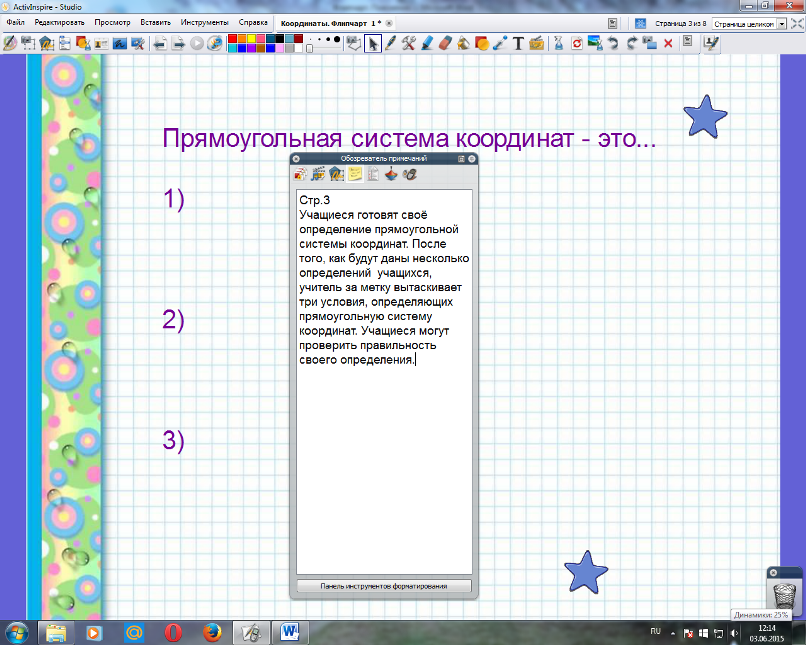 ActivInspire - Studio
Файл Редактировать Просмотр Вставить Инструменты Справка Координаты. Флипчарт 1 * Страница 3 из 8 Страница целиком
Прямоугольная система координат - это...
Обозреватель примечаний
1)
2)
3)
Стр.3
Учащиеся готовят своё
определение прямоугольной
системы координат. После
того, как будут даны несколько
определений учащихся,
учитель за метку вытаскивает
три условия, определяющих
прямоугольную систему
координат. Учащиеся могут
проверить правильность
своего определения.
Панель инструментов форматирования
Динамики: 25%
RU
12:14
03.06.2015